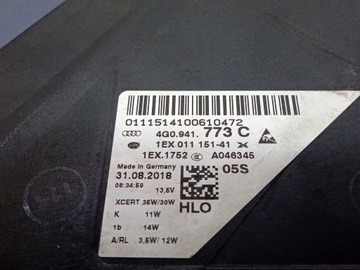 0111514100610472
4G0.941. 773 C
1EX 011 151-41
1EX.1752 A046345
Made in Germany
31.08.2018 05S
08:34:59
13,5V
XCERT 35W/30W
K 11W HLO
1b 14W
A/RL 3,5W/12W